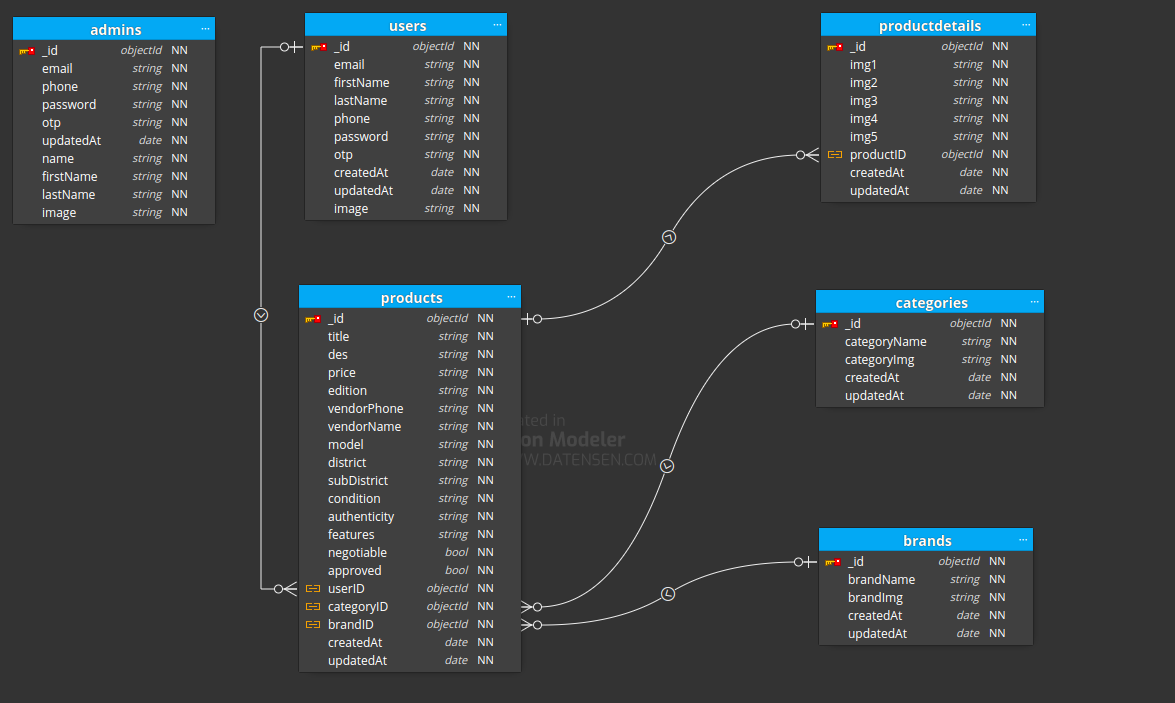 admins ...
_id objectId NN
email string NN
phone string NN
password string NN
otp string NN
updatedAt date NN
name string NN
firstName string NN
lastName string NN
image string NN
users ...
_id objectId NN
email string NN
firstName string NN
lastName string NN
phone string NN
password string NN
otp string NN
createdAt date NN
updatedAt date NN
image string NN
productdetails ...
_id objectId NN
img1 string NN
img2 string NN
img3 string NN
img4 string NN
img5 string NN
productID objectId NN
createdAt date NN
updatedAt date NN
products ...
_id objectId NN
title string NN
des string NN
price string NN
edition string NN
vendorPhone string NN
vendorName string NN
model string NN
district string NN
subDistrict string NN
condition string NN
authenticity string NN
features string NN
negotiable bool NN
approved bool NN
userID objectId NN
categoryID objectId NN
brandID objectId NN
createdAt date NN
updatedAt date NN
ated in
on Modeler
WW.DATENSEN.COM
categories ...
_id objectId NN
categoryName string NN
categoryImg string NN
createdAt date NN
updatedAt date NN
brands ...
_id objectId NN
brandName string NN
brandImg string NN
createdAt date NN
updatedAt date NN